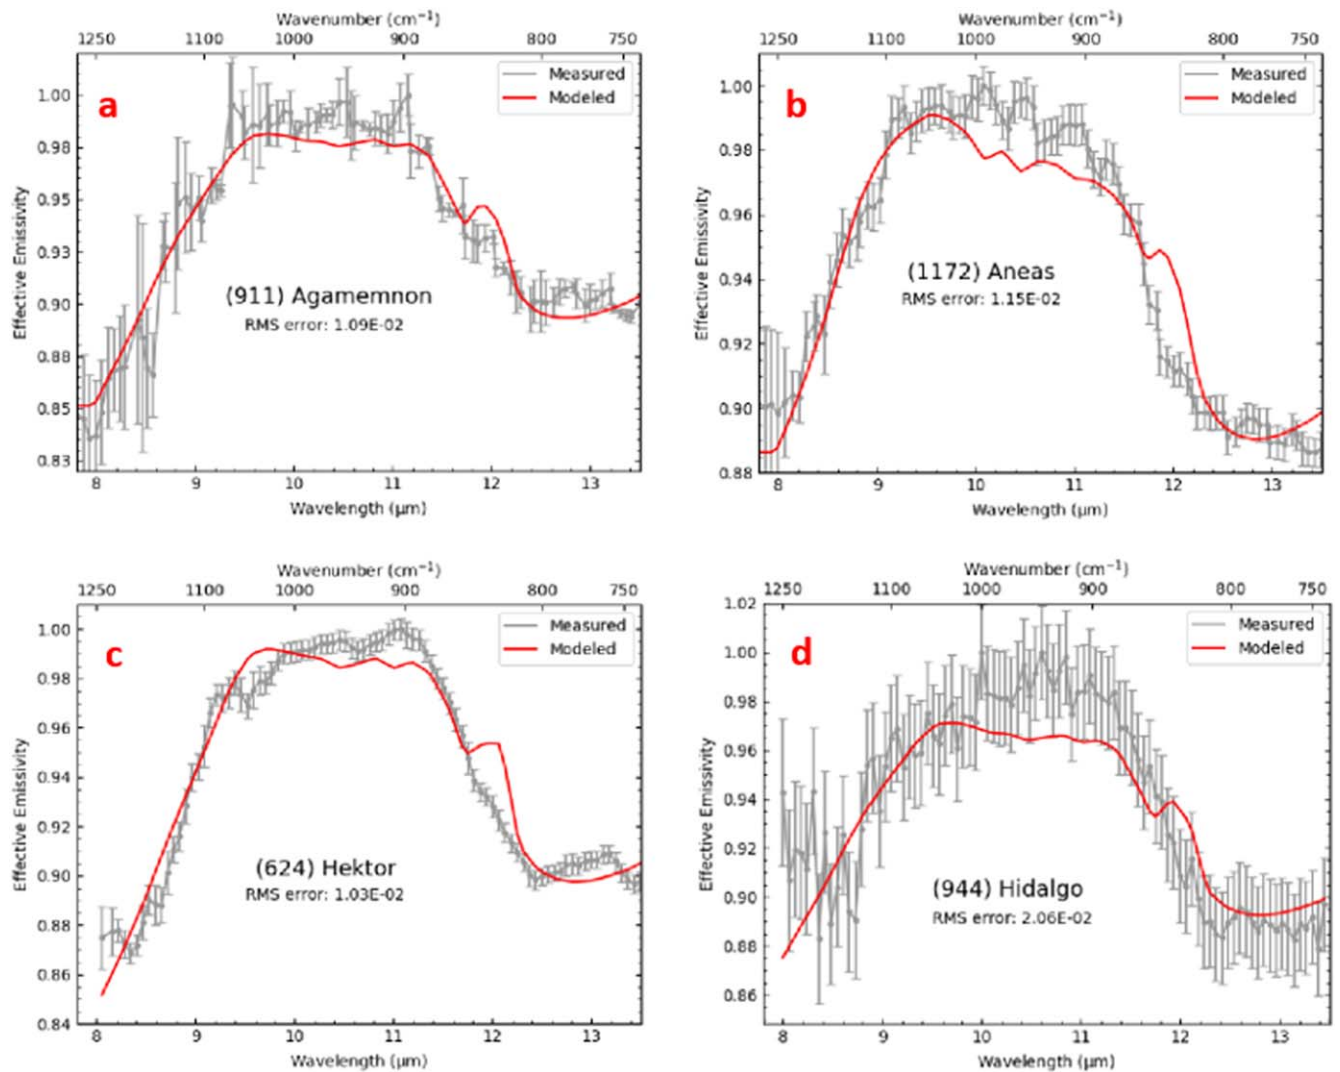 Wavenumber (cm⁻¹)
1250 1100 1000 900 800 750
a
Measured
Modeled
1.00
0.98
0.95
0.93
0.90
0.88
0.85
0.83
Effective Emissivity
(911) Agamemnon
RMS error: 1.09E-02
8 9 10 11 12 13
Wavelength (μm)
Wavenumber (cm⁻¹)
1250 1100 1000 900 800 750
b
Measured
Modeled
1.00
0.98
0.96
0.94
0.92
0.90
0.88
Effective Emissivity
(1172) Aneas
RMS error: 1.15E-02
8 9 10 11 12 13
Wavelength (μm)
Wavenumber (cm⁻¹)
1250 1100 1000 900 800 750
c
Measured
Modeled
1.00
0.98
0.96
0.94
0.92
0.90
0.88
0.86
0.84
Effective Emissivity
(624) Hektor
RMS error: 1.03E-02
8 9 10 11 12 13
Wavelength (μm)
Wavenumber (cm⁻¹)
1250 1100 1000 900 800 750
d
Measured
Modeled
1.02
1.00
0.98
0.96
0.94
0.92
0.90
0.88
0.86
Effective Emissivity
(944) Hidalgo
RMS error: 2.06E-02
8 9 10 11 12 13
Wavelength (μm)